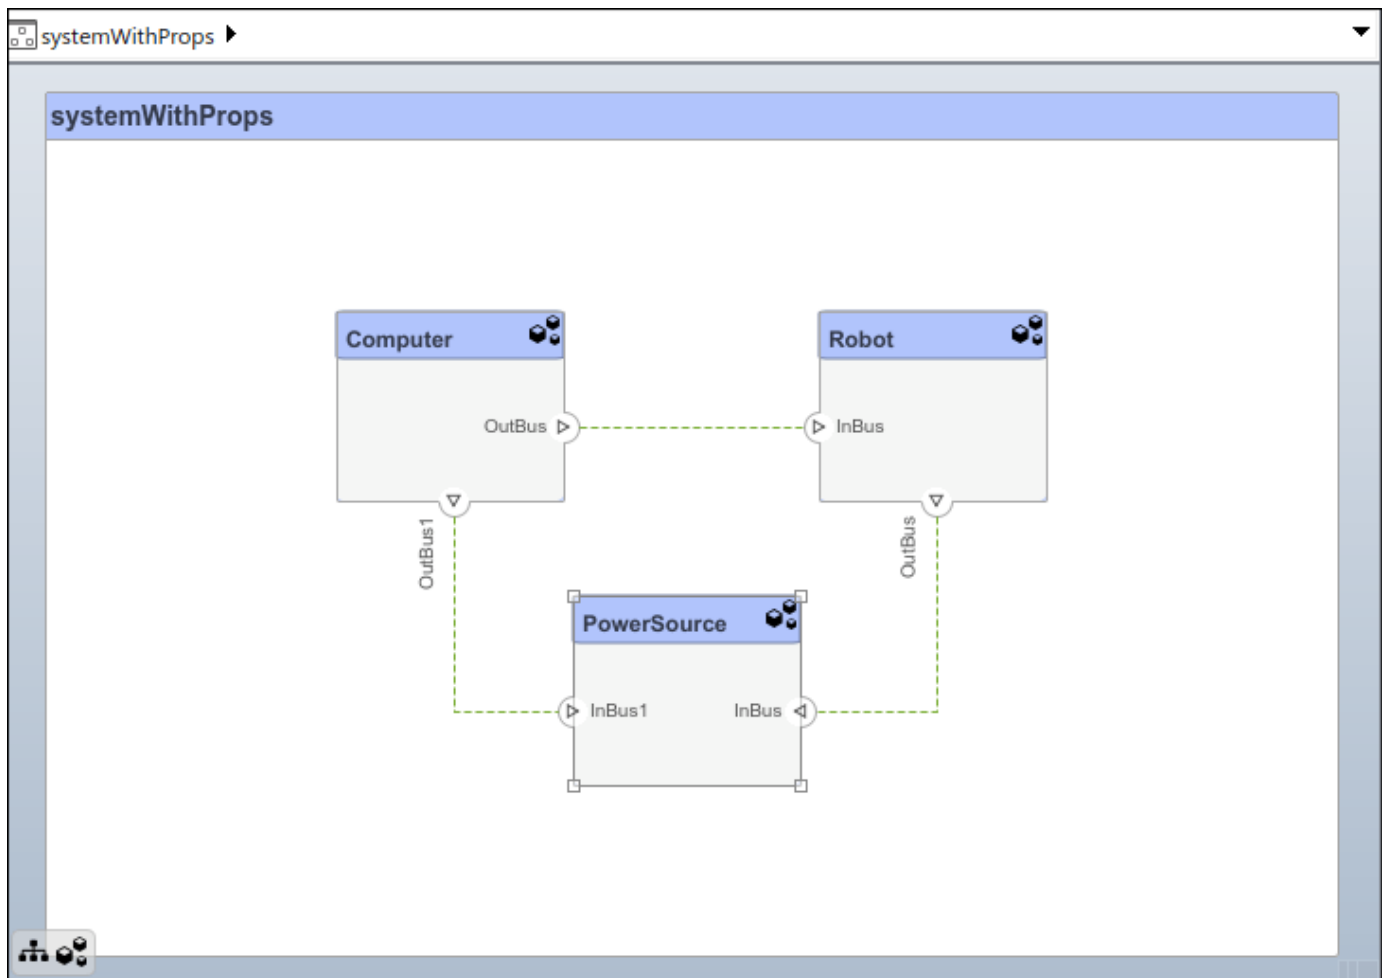 systemWithProps
systemWithProps
Computer
Robot
OutBus
InBus
OutBus1
OutBus
PowerSource
InBus1
InBus